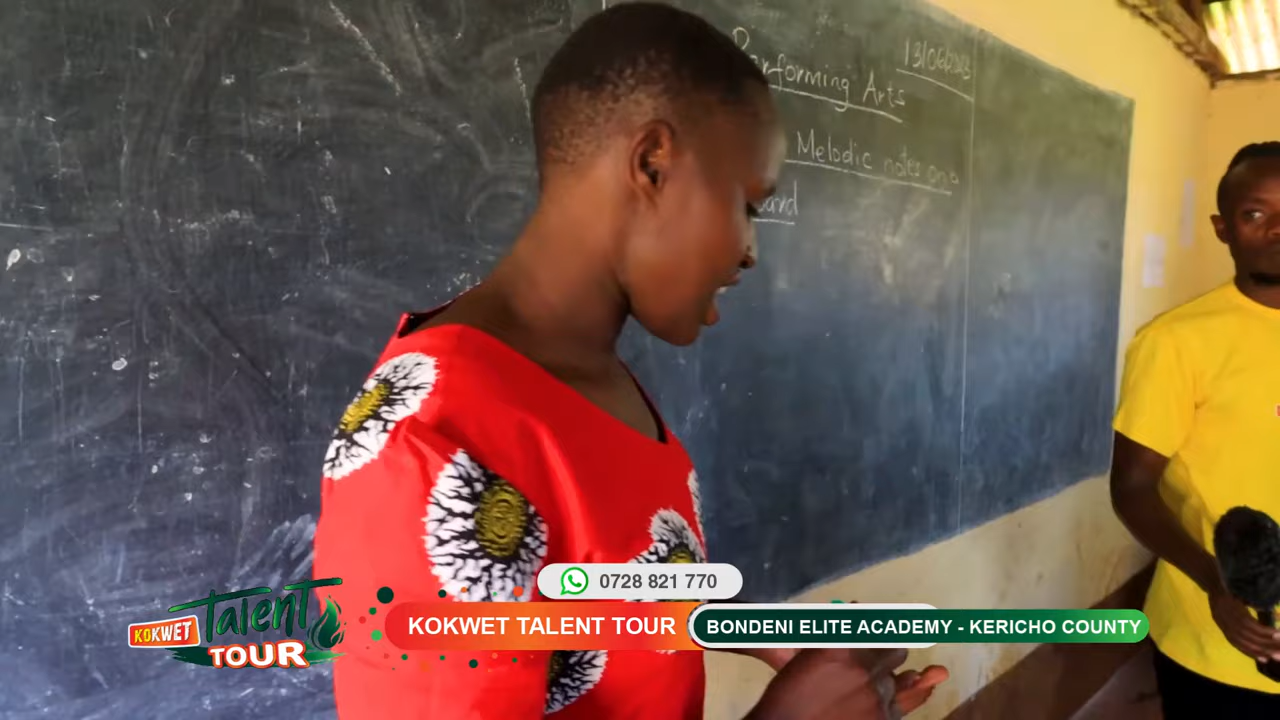 13/06/2023
Performing Arts
Melodic notes on a
0728 821 770
KOKWET Talent TOUR
KOKWET TALENT TOUR
BONDENI ELITE ACADEMY - KERICHO COUNTY